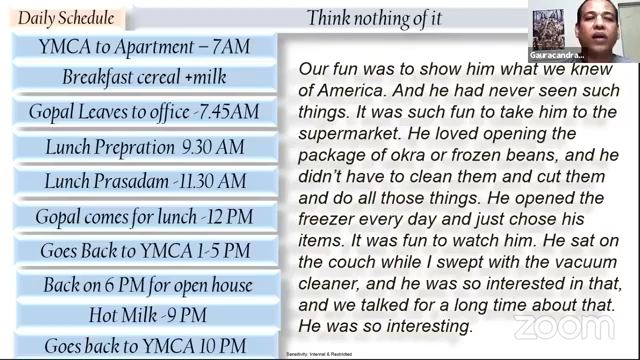 Daily Schedule
YMCA to Apartment – 7AM
Breakfast cereal +milk
Gopal Leaves to office -7.45AM
Lunch Prepration 9.30 AM
Lunch Prasadam -11.30 AM
Gopal comes for lunch -12 PM
Goes Back to YMCA 1-5 PM
Back on 6 PM for open house
Hot Milk -9 PM
Goes back to YMCA 10 PM
Think nothing of it
Our fun was to show him what we knew
of America. And he had never seen such
things. It was such fun to take him to the
supermarket. He loved opening the
package of okra or frozen beans, and he
didn't have to clean them and cut them
and do all those things. He opened the
freezer every day and just chose his
items. It was fun to watch him. He sat on
the couch while I swept with the vacuum
cleaner, and he was so interested in that,
and we talked for a long time about that.
He was so interesting.
Gauracandra...
zoom
Sensitivity: Internal & Restricted